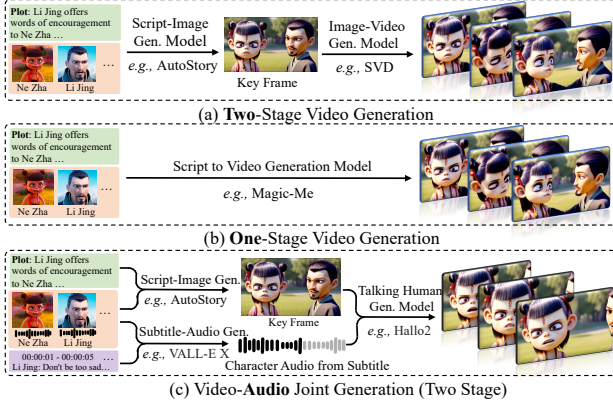 Plot: Li Jing offers
words of encouragement
to Ne Zha …
Ne Zha
Li Jing
…
Script-Image
Gen. Model
e.g., AutoStory
Key Frame
Image-Video
Gen. Model
e.g., SVD
(a) Two-Stage Video Generation
Plot: Li Jing offers
words of encouragement
to Ne Zha …
Ne Zha
Li Jing
…
Script to Video Generation Model
e.g., Magic-Me
(b) One-Stage Video Generation
Plot: Li Jing offers
words of encouragement
to Ne Zha …
Ne Zha
Li Jing
…
00:00:01 - 00:00:05 …
Li Jing: Don't be too sad…
Script-Image Gen.
e.g., AutoStory
Subtitle-Audio Gen.
e.g., VALL-E X
Key Frame
Character Audio from Subtitle
Talking Human
Gen. Model
e.g., Hallo2
(c) Video-Audio Joint Generation (Two Stage)